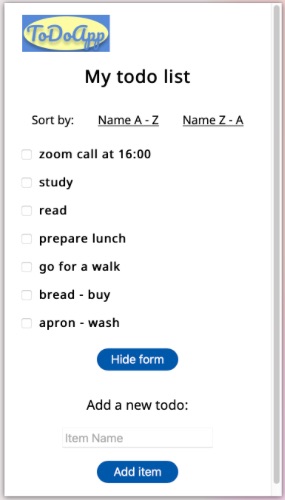 ToDoApp
My todo list
Sort by: Name A - Z Name Z - A
zoom call at 16:00
study
read
prepare lunch
go for a walk
bread - buy
apron - wash
Hide form
Add a new todo:
Item Name
Add item